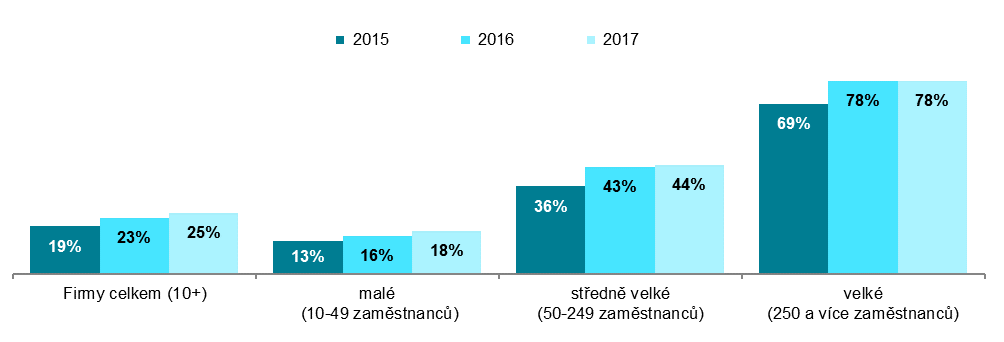 2015 2016 2017
69% 78% 78%
36% 43% 44%
19% 23% 25%
13% 16% 18%
Firmy celkem (10+)
malé
(10-49 zaměstnanců)
středně velké
(50-249 zaměstnanců)
velké
(250 a více zaměstnanců)